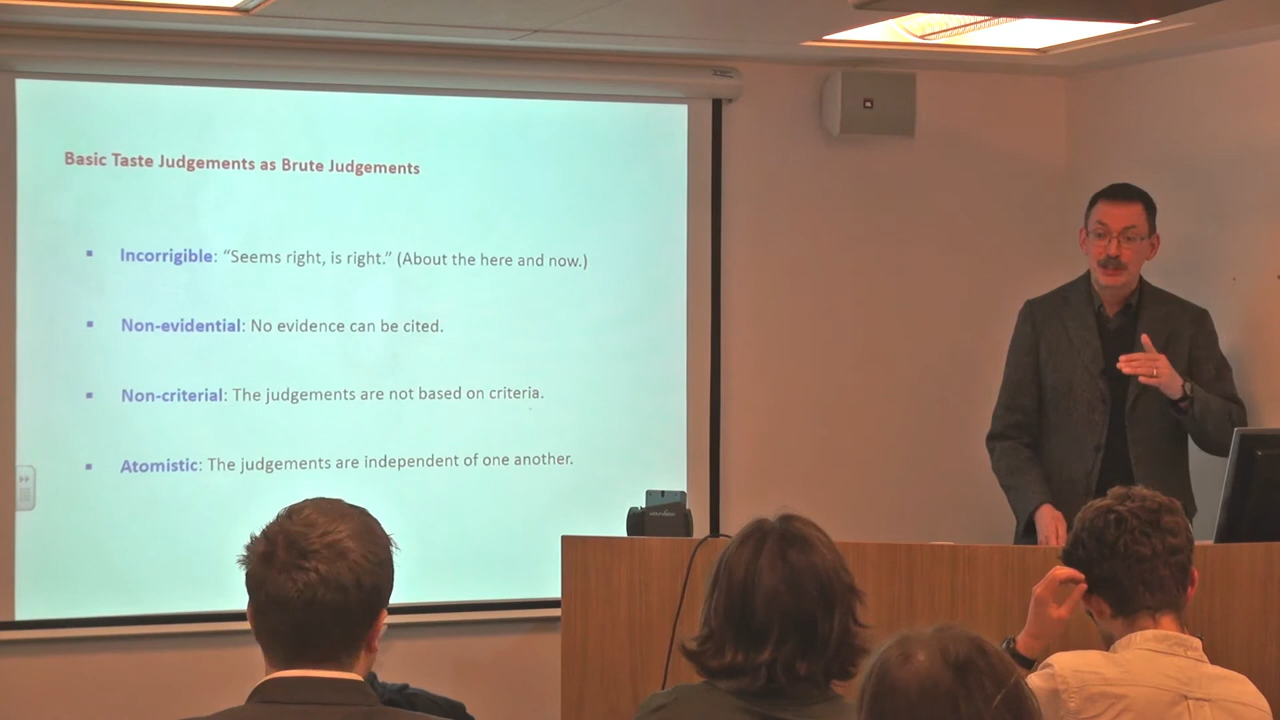 Basic Taste Judgements as Brute Judgements
▪ Incorrigible: “Seems right, is right.” (About the here and now.)
▪ Non-evidential: No evidence can be cited.
▪ Non-criterial: The judgements are not based on criteria.
▪ Atomistic: The judgements are independent of one another.